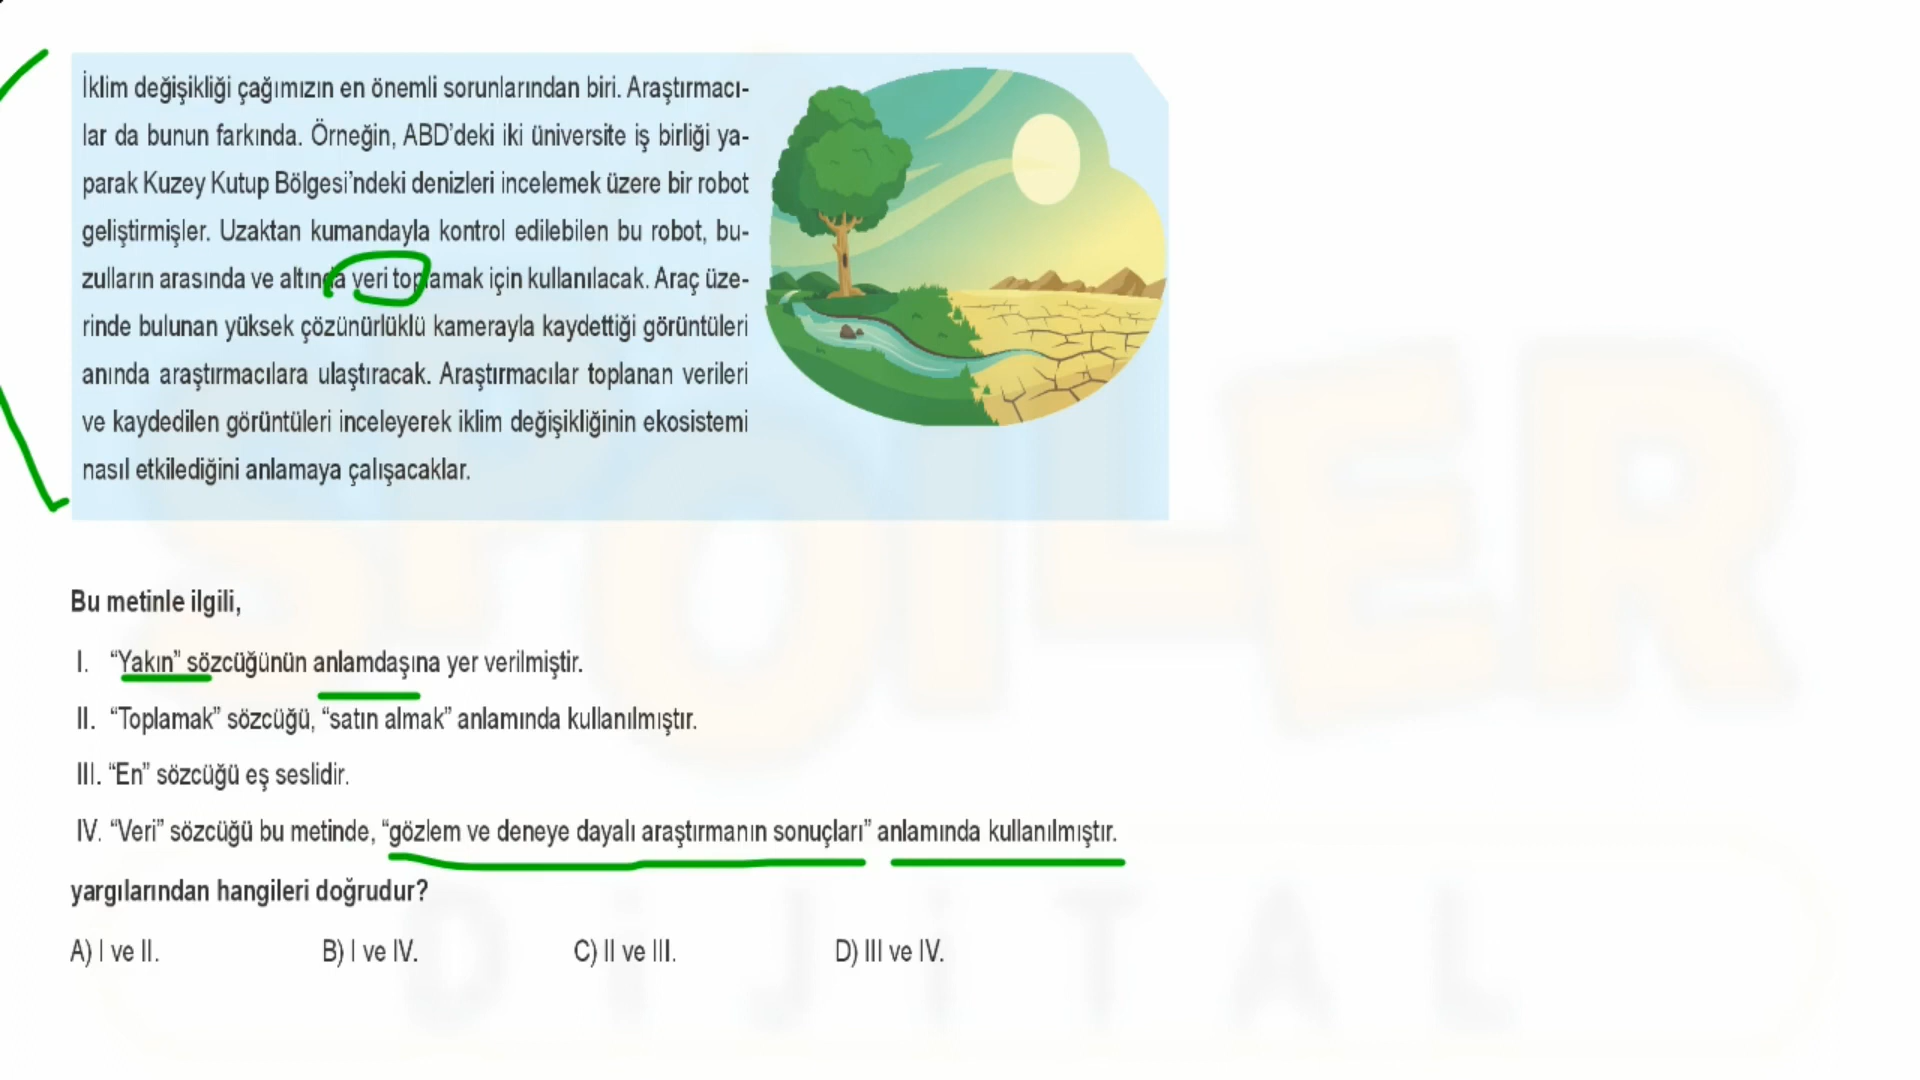 İklim değişikliği çağımızın en önemli sorunlarından biri. Araştırmacı-
lar da bunun farkında. Örneğin, ABD’deki iki üniversite iş birliği ya-
parak Kuzey Kutup Bölgesi’ndeki denizleri incelemek üzere bir robot
geliştirmişler. Uzaktan kumandayla kontrol edilebilen bu robot, bu-
zulların arasında ve altında veri toplamak için kullanılacak. Araç üze-
rinde bulunan yüksek çözünürlüklü kamerayla kaydettiği görüntüleri
anında araştırmacılara ulaştıracak. Araştırmacılar toplanan verileri
ve kaydedilen görüntüleri inceleyerek iklim değişikliğinin ekosistemi
nasıl etkilediğini anlamaya çalışacaklar.
Bu metinle ilgili,
I. “Yakın” sözcüğünün anlamdaşına yer verilmiştir.
II. “Toplamak” sözcüğü, “satın almak” anlamında kullanılmıştır.
III. “En” sözcüğü eş seslidir.
IV. “Veri” sözcüğü bu metinde, “gözlem ve deneye dayalı araştırmanın sonuçları” anlamında kullanılmıştır.
yargılarından hangileri doğrudur?
A) I ve II. B) I ve IV. C) II ve III. D) III ve IV.
SPOILER
DİJİTAL